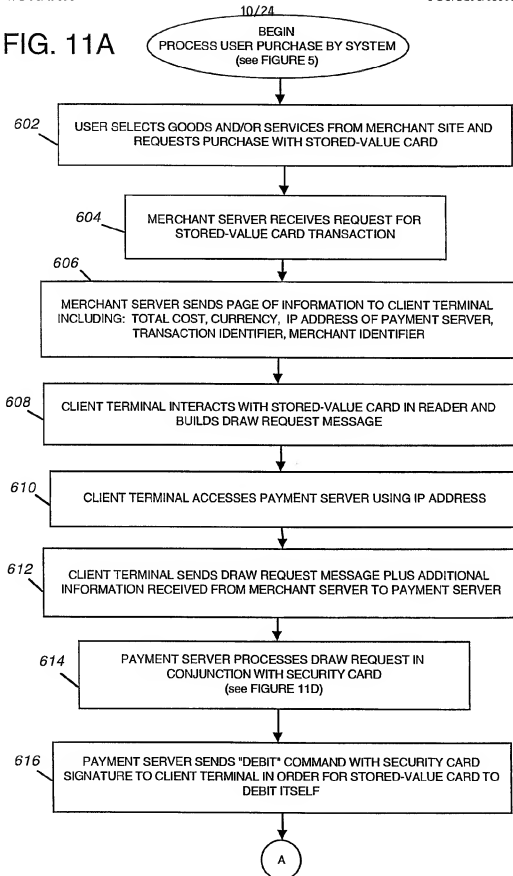 10/24
FIG. 11A
BEGIN
PROCESS USER PURCHASE BY SYSTEM
(see FIGURE 5)
602
USER SELECTS GOODS AND/OR SERVICES FROM MERCHANT SITE AND
REQUESTS PURCHASE WITH STORED-VALUE CARD
604
MERCHANT SERVER RECEIVES REQUEST FOR
STORED-VALUE CARD TRANSACTION
606
MERCHANT SERVER SENDS PAGE OF INFORMATION TO CLIENT TERMINAL
INCLUDING: TOTAL COST, CURRENCY, IP ADDRESS OF PAYMENT SERVER,
TRANSACTION IDENTIFIER, MERCHANT IDENTIFIER
608
CLIENT TERMINAL INTERACTS WITH STORED-VALUE CARD IN READER AND
BUILDS DRAW REQUEST MESSAGE
610
CLIENT TERMINAL ACCESSES PAYMENT SERVER USING IP ADDRESS
612
CLIENT TERMINAL SENDS DRAW REQUEST MESSAGE PLUS ADDITIONAL
INFORMATION RECEIVED FROM MERCHANT SERVER TO PAYMENT SERVER
614
PAYMENT SERVER PROCESSES DRAW REQUEST IN
CONJUNCTION WITH SECURITY CARD
(see FIGURE 11D)
616
PAYMENT SERVER SENDS "DEBIT" COMMAND WITH SECURITY CARD
SIGNATURE TO CLIENT TERMINAL IN ORDER FOR STORED-VALUE CARD TO
DEBIT ITSELF
A